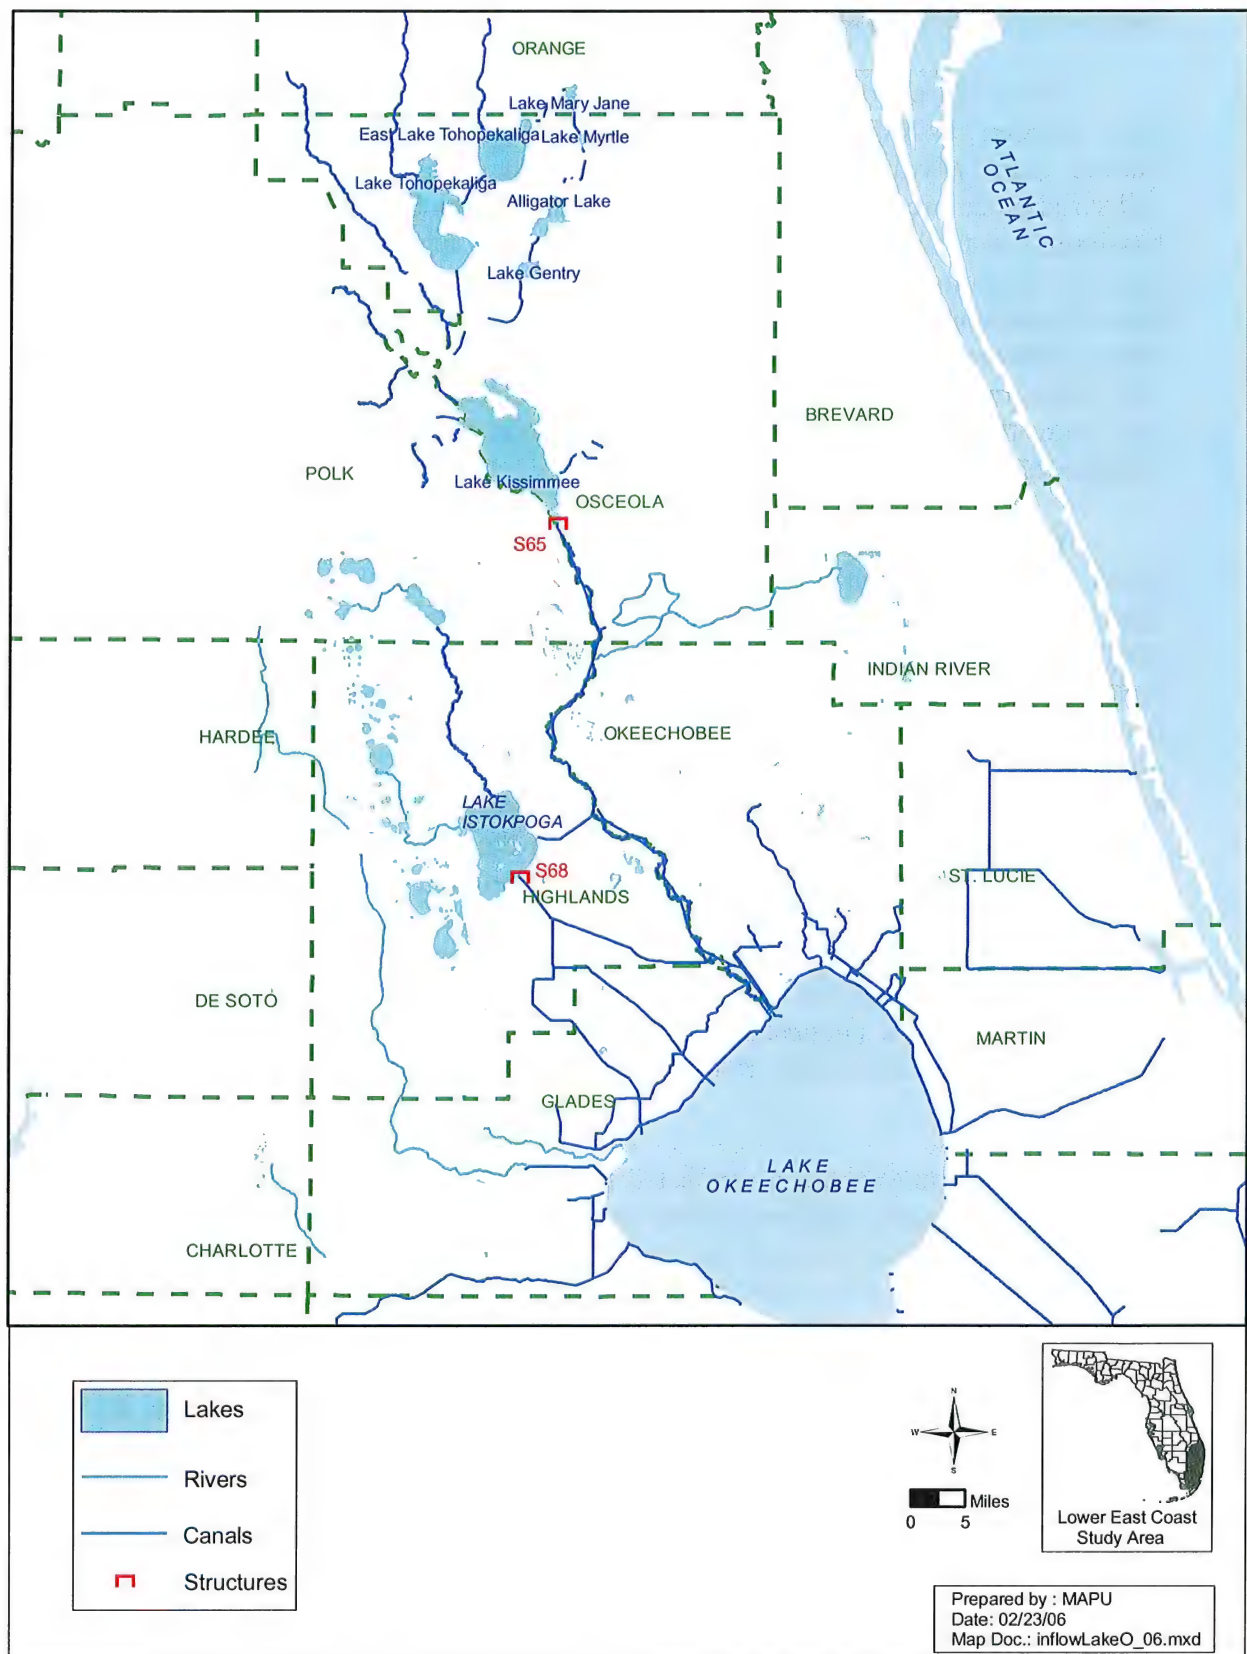 ORANGE
Lake Mary Jane
East Lake Tohopekaliga
Lake Myrtle
ATLANTIC
OCEAN
Lake Tohopekaliga
Alligator Lake
Lake Gentry
BREVARD
POLK
Lake Kissimmee
OSCEOLA
S65
INDIAN RIVER
HARDEE
OKEECHOBEE
LAKE
ISTOKPOGA
S68
HIGHLANDS
ST. LUCIE
DE SOTO
MARTIN
GLADES
LAKE
OKEECHOBEE
CHARLOTTE
Lakes
Rivers
Canals
Structures
N
W
E
S
Miles
0 5
Lower East Coast
Study Area
Prepared by : MAPU
Date: 02/23/06
Map Doc.: inflowLakeO_06.mxd